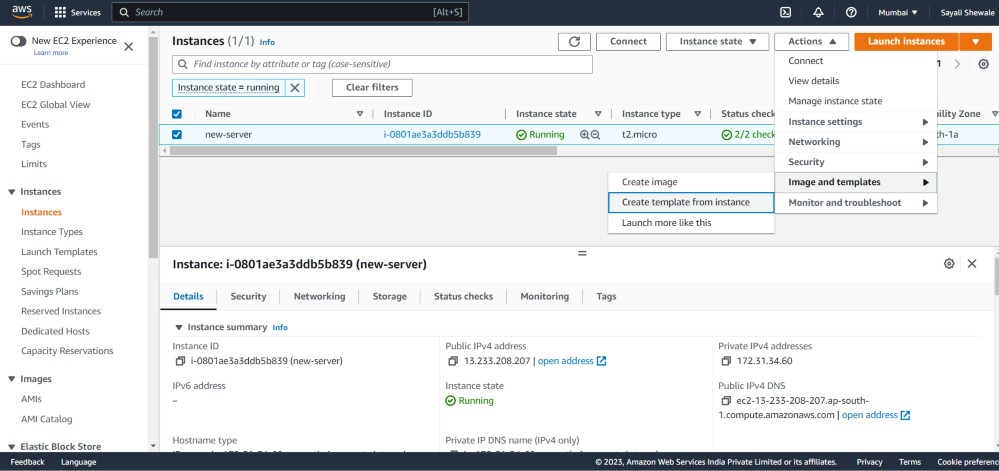 aws Services Search [Alt+S] Mumbai ▼ Sayali Shewale
New EC2 Experience
Learn more
EC2 Dashboard
EC2 Global View
Events
Tags
Limits
Instances
Instances
Instance Types
Launch Templates
Spot Requests
Savings Plans
Reserved Instances
Dedicated Hosts
Capacity Reservations
Images
AMIs
AMI Catalog
Elastic Block Store
Instances (1/1) Info
Connect Instance state ▼ Actions ▲ Launch instances ▼
Find instance by attribute or tag (case-sensitive)
1
Instance state = running Clear filters
Name Instance ID Instance state Instance type Status check ility Zone
new-server i-0801ae3a3ddb5b839 Running t2.micro 2/2 check th-1a
Connect
View details
Manage instance state
Instance settings
Networking
Security
Image and templates
Monitor and troubleshoot
Create image
Create template from instance
Launch more like this
Instance: i-0801ae3a3ddb5b839 (new-server)
Details Security Networking Storage Status checks Monitoring Tags
Instance summary Info
Instance ID
i-0801ae3a3ddb5b839 (new-server)
Public IPv4 address
13.233.208.207 | open address
Private IPv4 addresses
172.31.34.60
IPv6 address
–
Instance state
Running
Public IPv4 DNS
ec2-13-233-208-207.ap-south-
1.compute.amazonaws.com | open address
Hostname type
Private IP DNS name (IPv4 only)
Feedback Language © 2023, Amazon Web Services India Private Limited or its affiliates. Privacy Terms Cookie preferenc